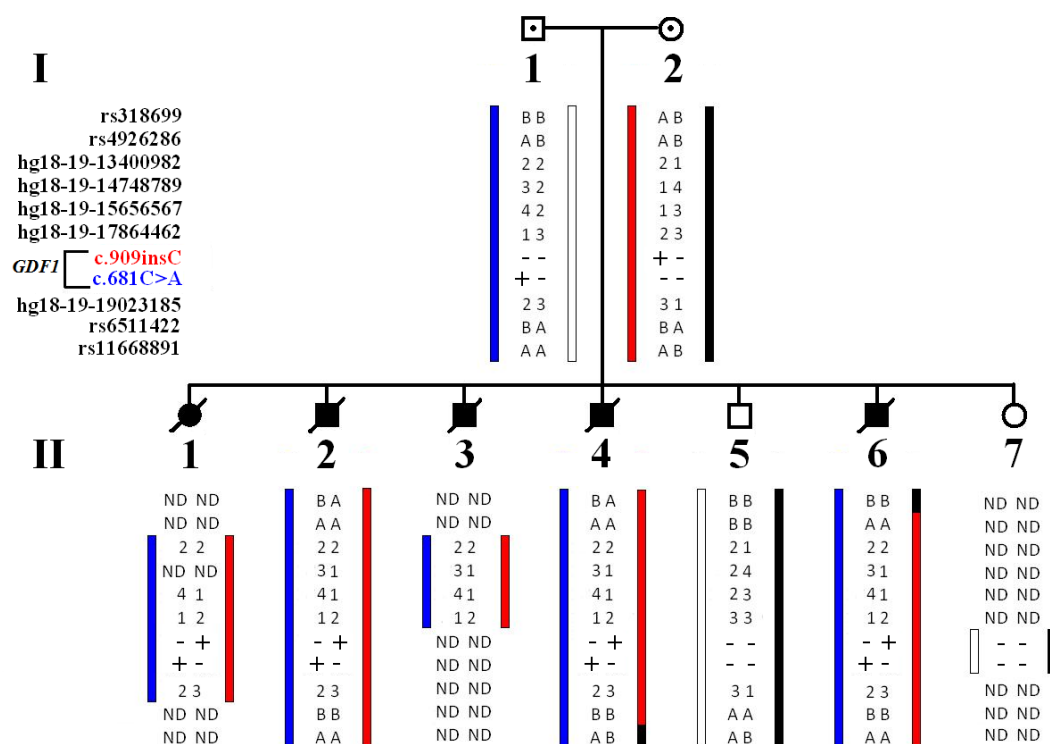 1 2
I
rs318699 B B A B
rs4926286 A B A B
hg18-19-13400982 2 2 2 1
hg18-19-14748789 3 2 1 4
hg18-19-15656567 4 2 1 3
hg18-19-17864462 1 3 2 3
GDF1
c.909insC - - + -
c.681C>A + - - -
hg18-19-19023185 2 3 3 1
rs6511422 B A B A
rs11668891 A A A B
II 1 2 3 4 5 6 7
ND ND B A ND ND B A B B B B ND ND
ND ND A A ND ND A A B B A A ND ND
2 2 2 2 2 2 2 2 2 1 2 2 ND ND
ND ND 3 1 3 1 3 1 2 4 3 1 ND ND
4 1 4 1 4 1 4 1 2 3 4 1 ND ND
1 2 1 2 1 2 1 2 3 3 1 2 ND ND
- + - + ND ND - + - - - + - -
+ - + - ND ND + - - - + -
2 3 2 3 ND ND 2 3 3 1 2 3 ND ND
ND ND B B ND ND B B A A B B ND ND
ND ND A A ND ND A B A B A A ND ND